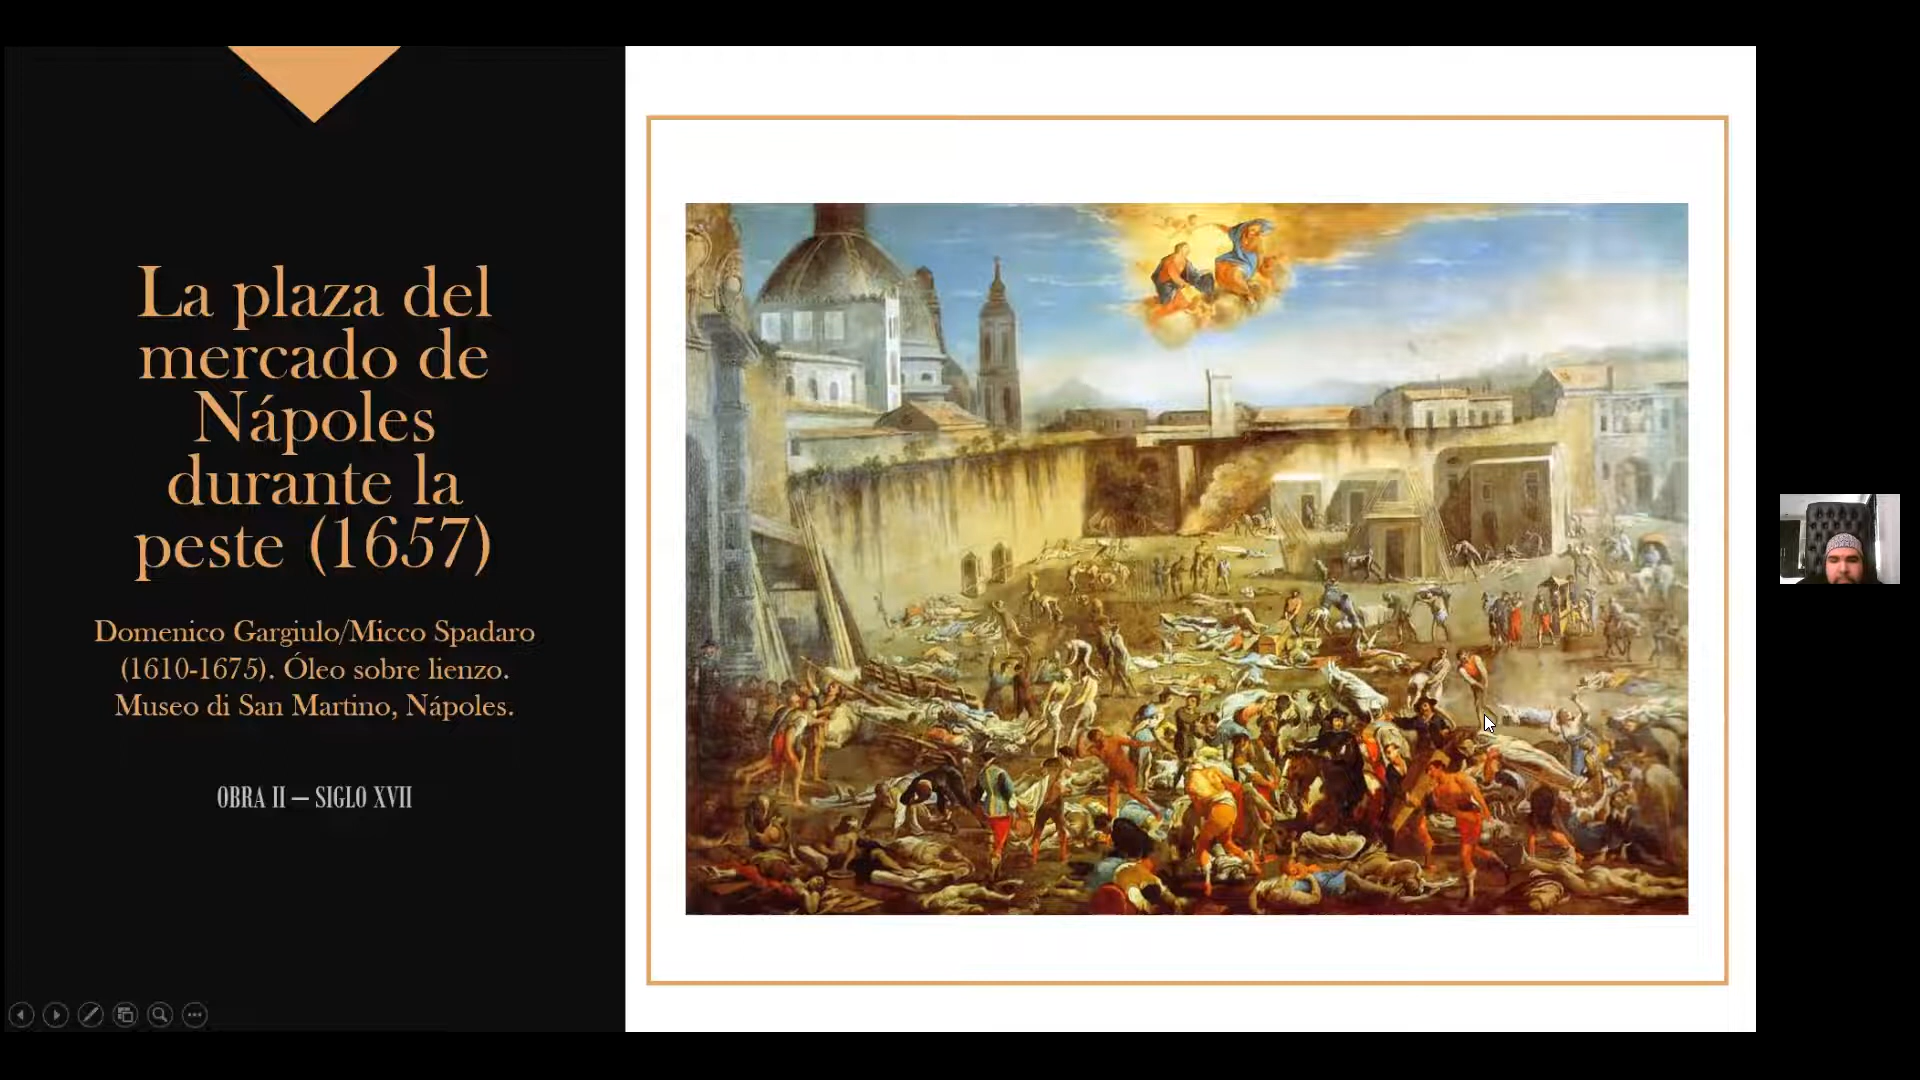 La plaza del
mercado de
Nápoles
durante la
peste (1657)
Domenico Gargiulo/Micco Spadaro
(1610-1675). Óleo sobre lienzo.
Museo di San Martino, Nápoles.
OBRA II – SIGLO XVII